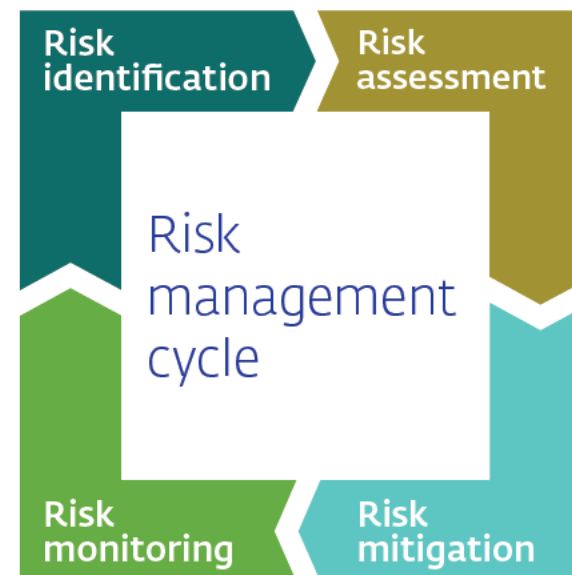 Risk
identification
Risk
assessment
Risk
management
cycle
Risk
monitoring
Risk
mitigation